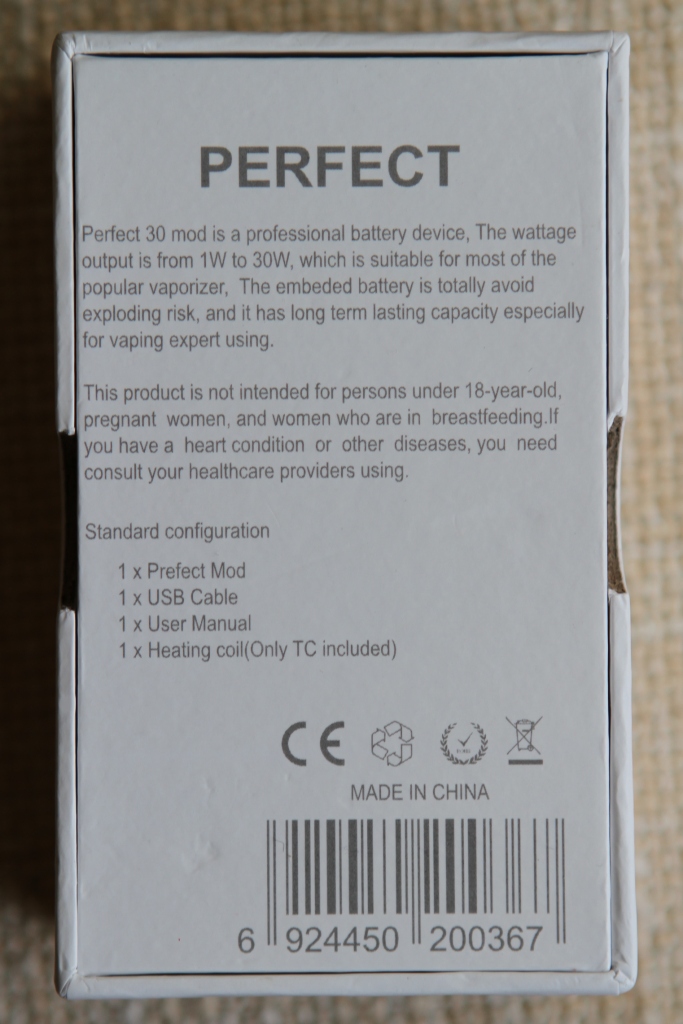 PERFECT
Perfect 30 mod is a professional battery device, The wattage
output is from 1W to 30W, which is suitable for most of the
popular vaporizer, The embeded battery is totally avoid
exploding risk, and it has long term lasting capacity especially
for vaping expert using.
This product is not intended for persons under 18-year-old,
pregnant women, and women who are in breastfeeding.If
you have a heart condition or other diseases, you need
consult your healthcare providers using.
Standard configuration
1 x Prefect Mod
1 x USB Cable
1 x User Manual
1 x Heating coil(Only TC included)
CE
MADE IN CHINA
6 924450 200367